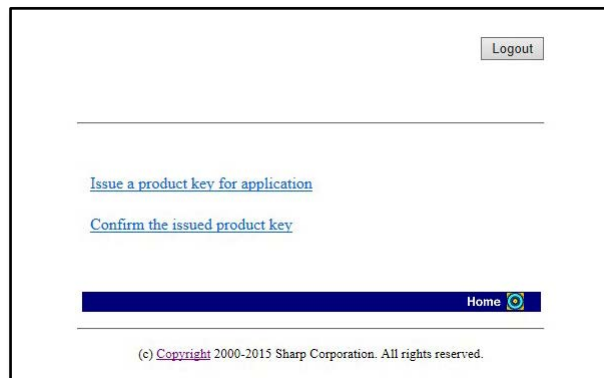 Logout
Issue a product key for application
Confirm the issued product key
Home
(c) Copyright 2000-2015 Sharp Corporation. All rights reserved.